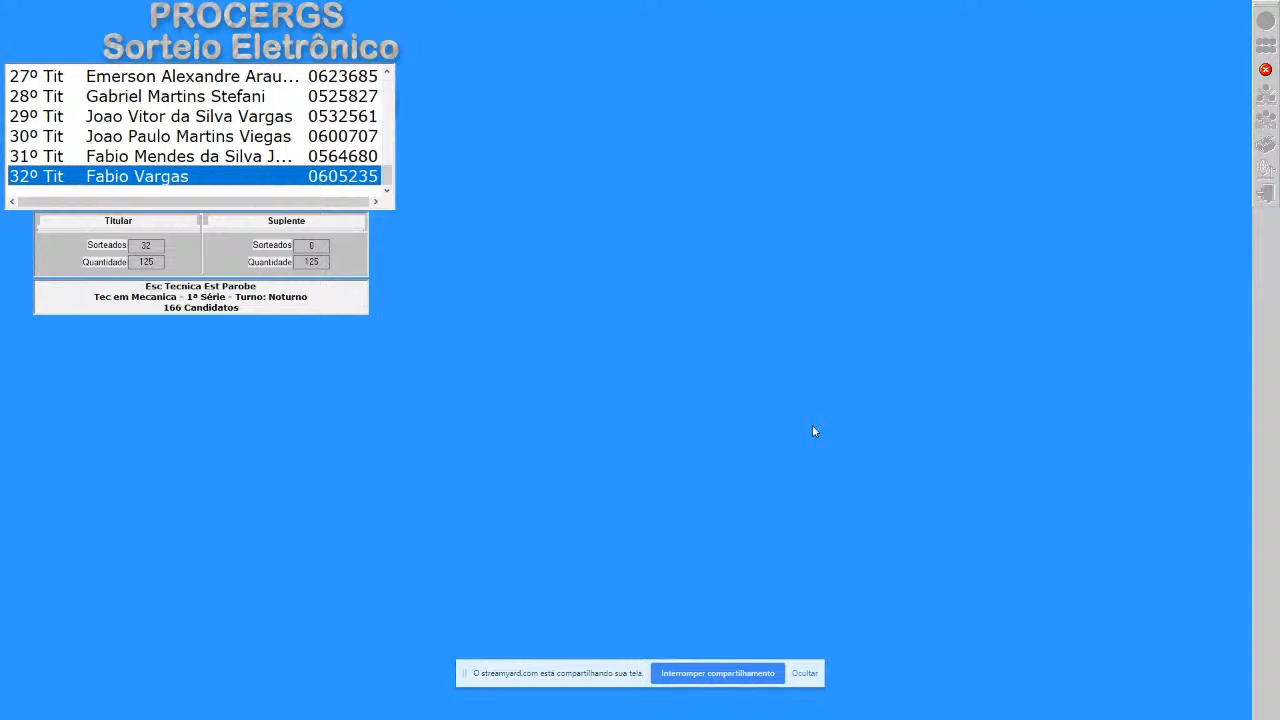 PROCERGS
Sorteio Eletrônico
27º Tit Emerson Alexandre Arau... 0623685
28º Tit Gabriel Martins Stefani 0525827
29º Tit Joao Vitor da Silva Vargas 0532561
30º Tit Joao Paulo Martins Viegas 0600707
31º Tit Fabio Mendes da Silva J... 0564680
32º Tit Fabio Vargas 0605235
Titular Suplente
Sorteados 32 Sorteados 0
Quantidade 125 Quantidade 125
Esc Tecnica Est Parobe
Tec em Mecanica - 1ª Série - Turno: Noturno
166 Candidatos
O streamyard.com está compartilhando sua tela. Interromper compartilhamento Ocultar